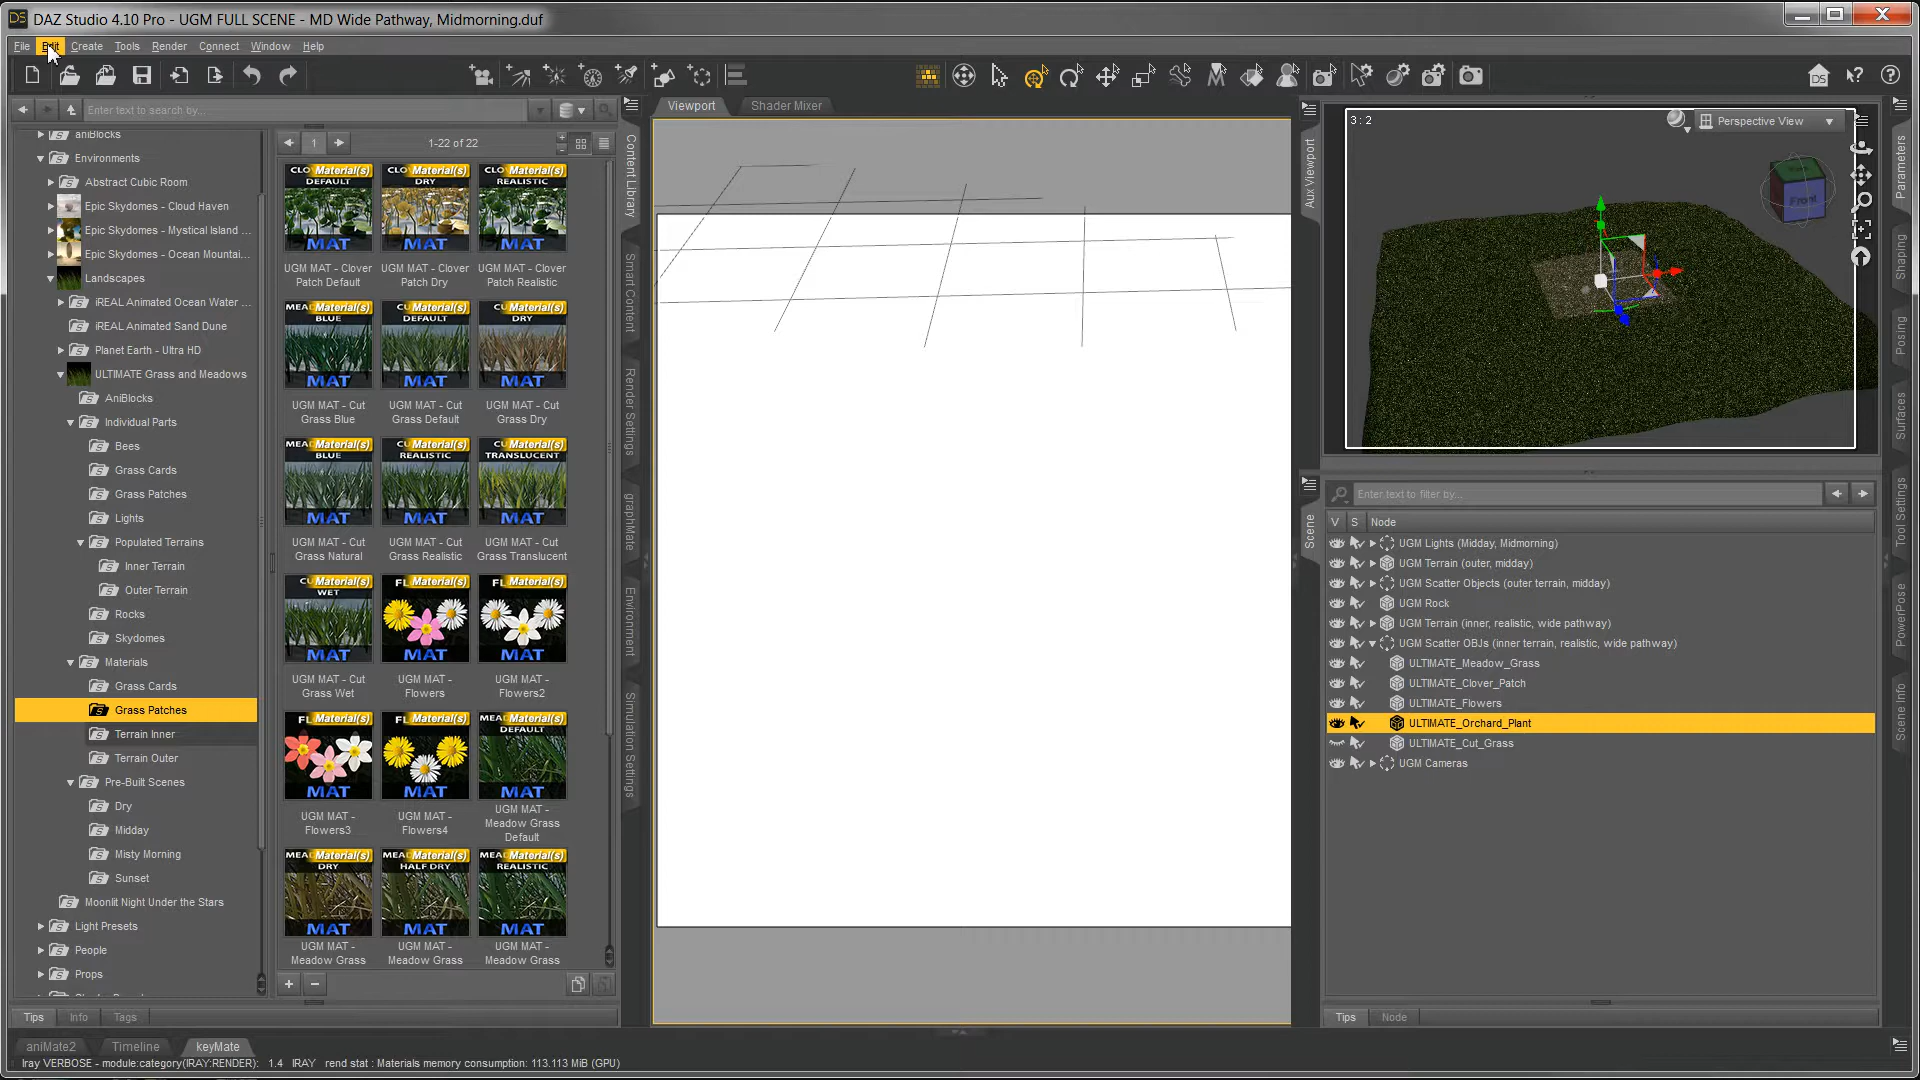 DAZ Studio 4.10 Pro - UGM FULL SCENE - MD Wide Pathway, Midmorning.duf
File Edit Create Tools Render Connect Window Help
Enter text to search by...
aniBlocks
Environments
Abstract Cubic Room
Epic Skydomes - Cloud Haven
Epic Skydomes - Mystical Island ...
Epic Skydomes - Ocean Mountai...
Landscapes
iREAL Animated Ocean Water ...
iREAL Animated Sand Dune
Planet Earth - Ultra HD
ULTIMATE Grass and Meadows
AniBlocks
Individual Parts
Bees
Grass Cards
Grass Patches
Lights
Populated Terrains
Inner Terrain
Outer Terrain
Rocks
Skydomes
Materials
Grass Cards
Grass Patches
Terrain Inner
Terrain Outer
Pre-Built Scenes
Dry
Midday
Misty Morning
Sunset
Moonlit Night Under the Stars
Light Presets
People
Props
Tips Info Tags
1 1-22 of 22
CLO Material(s) DEFAULT MAT
CLO Material(s) DRY MAT
CLO Material(s) REALISTIC MAT
UGM MAT - Clover Patch Default
UGM MAT - Clover Patch Dry
UGM MAT - Clover Patch Realistic
MEA Material(s) BLUE MAT
CU Material(s) DEFAULT MAT
CU Material(s) DRY MAT
UGM MAT - Cut Grass Blue
UGM MAT - Cut Grass Default
UGM MAT - Cut Grass Dry
MEA Material(s) BLUE MAT
CU Material(s) REALISTIC MAT
CU Material(s) TRANSLUCENT MAT
UGM MAT - Cut Grass Natural
UGM MAT - Cut Grass Realistic
UGM MAT - Cut Grass Translucent
CU Material(s) WET MAT
FL Material(s) MAT
FL Material(s) MAT
UGM MAT - Cut Grass Wet
UGM MAT - Flowers
UGM MAT - Flowers2
FL Material(s) MAT
FL Material(s) MAT
MEA Material(s) DEFAULT MAT
UGM MAT - Flowers3
UGM MAT - Flowers4
UGM MAT - Meadow Grass Default
MEA Material(s) DRY MAT
MEA Material(s) HALF DRY MAT
MEA Material(s) REALISTIC MAT
UGM MAT - Meadow Grass
UGM MAT - Meadow Grass
UGM MAT - Meadow Grass
Content Library
Smart Content
Render Settings
graphMate
Environment
Simulation Settings
Viewport Shader Mixer
Aux Viewport
3 : 2
Perspective View
Front
Scene
Enter text to filter by...
V S Node
UGM Lights (Midday, Midmorning)
UGM Terrain (outer, midday)
UGM Scatter Objects (outer terrain, midday)
UGM Rock
UGM Terrain (inner, realistic, wide pathway)
UGM Scatter OBJs (inner terrain, realistic, wide pathway)
ULTIMATE_Meadow_Grass
ULTIMATE_Clover_Patch
ULTIMATE_Flowers
ULTIMATE_Orchard_Plant
ULTIMATE_Cut_Grass
UGM Cameras
Tips Node
Parameters
Shaping
Posing
Surfaces
Tool Settings
PowerPose
Scene Info
aniMate2 Timeline keyMate
Iray VERBOSE - module:category(IRAY:RENDER): 1.4 IRAY rend stat : Materials memory consumption: 113.113 MiB (GPU)